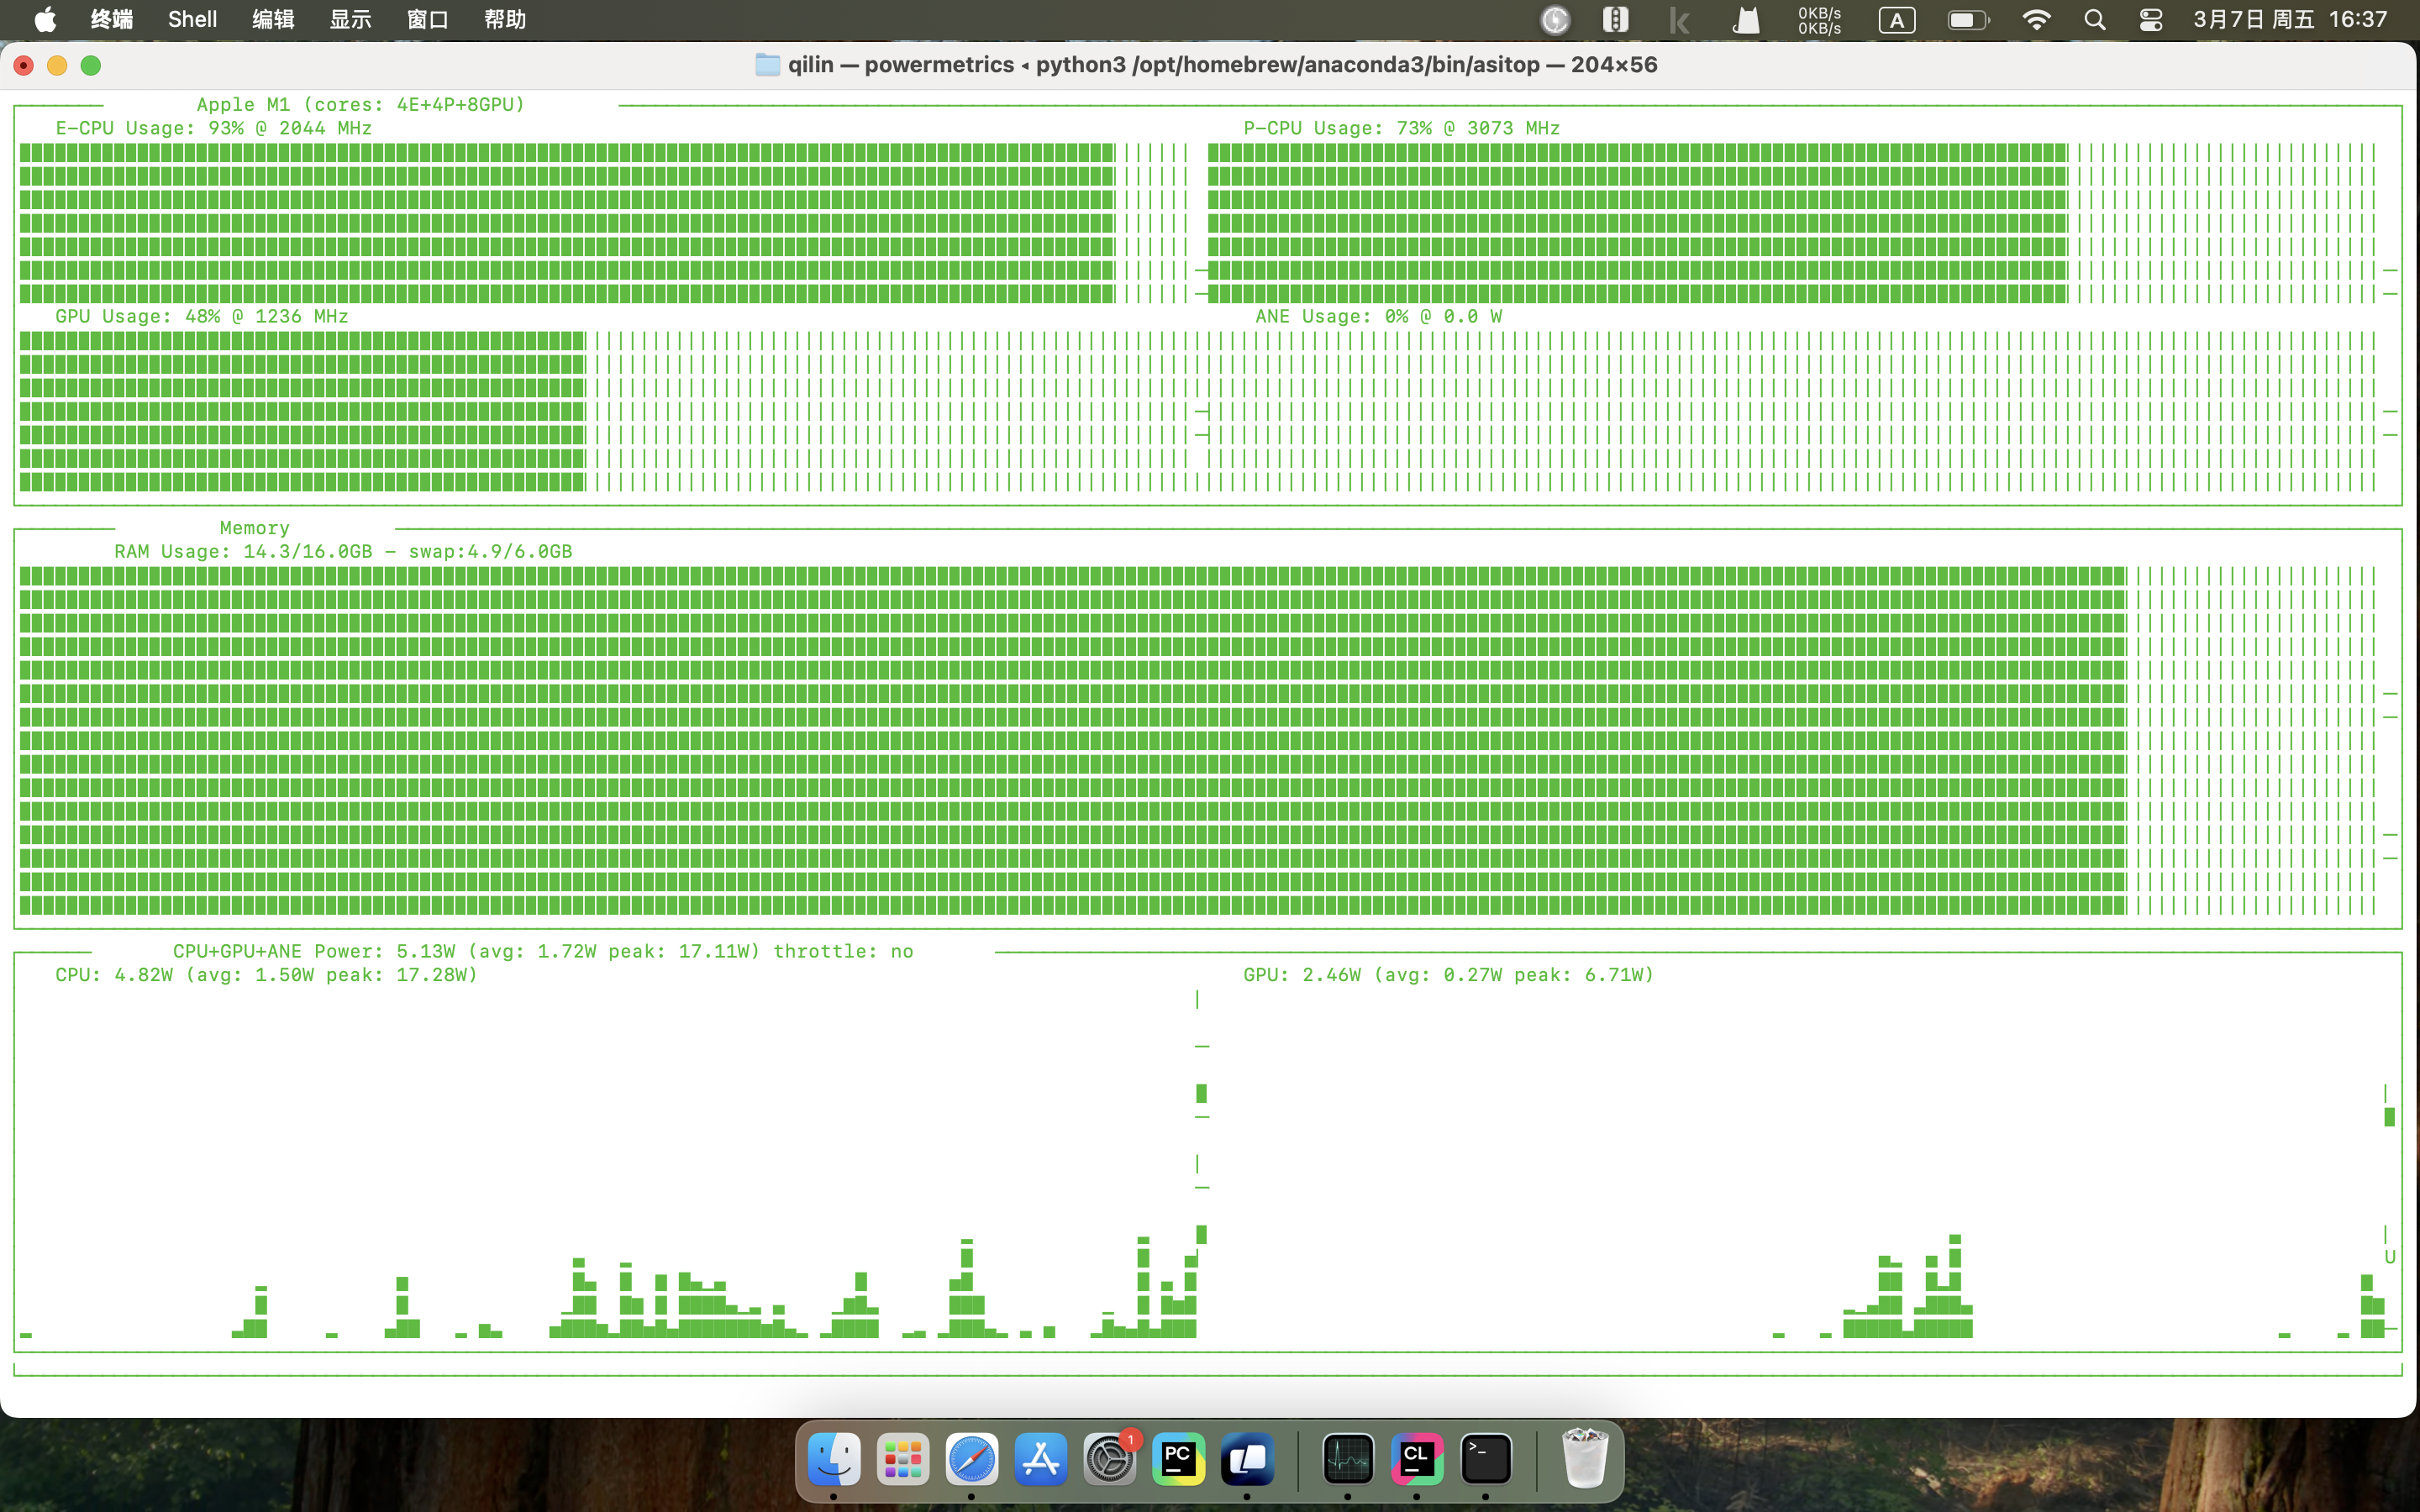 终端 Shell 编辑 显示 窗口 帮助 0KB/s 0KB/s A 3月7日 周五 16:37
qilin — powermetrics ◂ python3 /opt/homebrew/anaconda3/bin/asitop — 204×56
Apple M1 (cores: 4E+4P+8GPU)
E-CPU Usage: 93% @ 2044 MHz
P-CPU Usage: 73% @ 3073 MHz
GPU Usage: 48% @ 1236 MHz
ANE Usage: 0% @ 0.0 W
Memory
RAM Usage: 14.3/16.0GB - swap:4.9/6.0GB
CPU+GPU+ANE Power: 5.13W (avg: 1.72W peak: 17.11W) throttle: no
CPU: 4.82W (avg: 1.50W peak: 17.28W)
GPU: 2.46W (avg: 0.27W peak: 6.71W)
U
1
PC
CL
>_